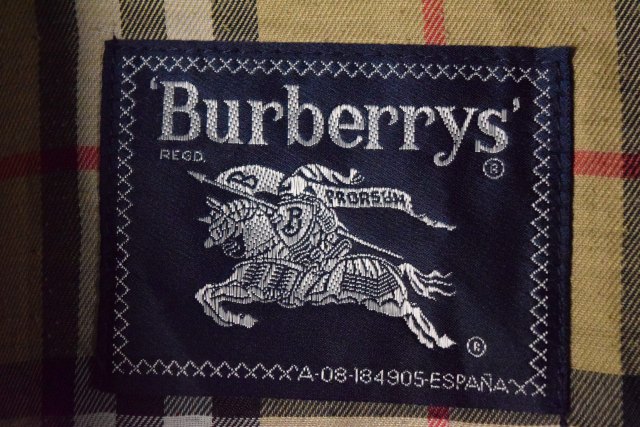 'Burberrys'
REGD.
®
B
PRORSUM
B
®
A-08-184905-ESPAÑA